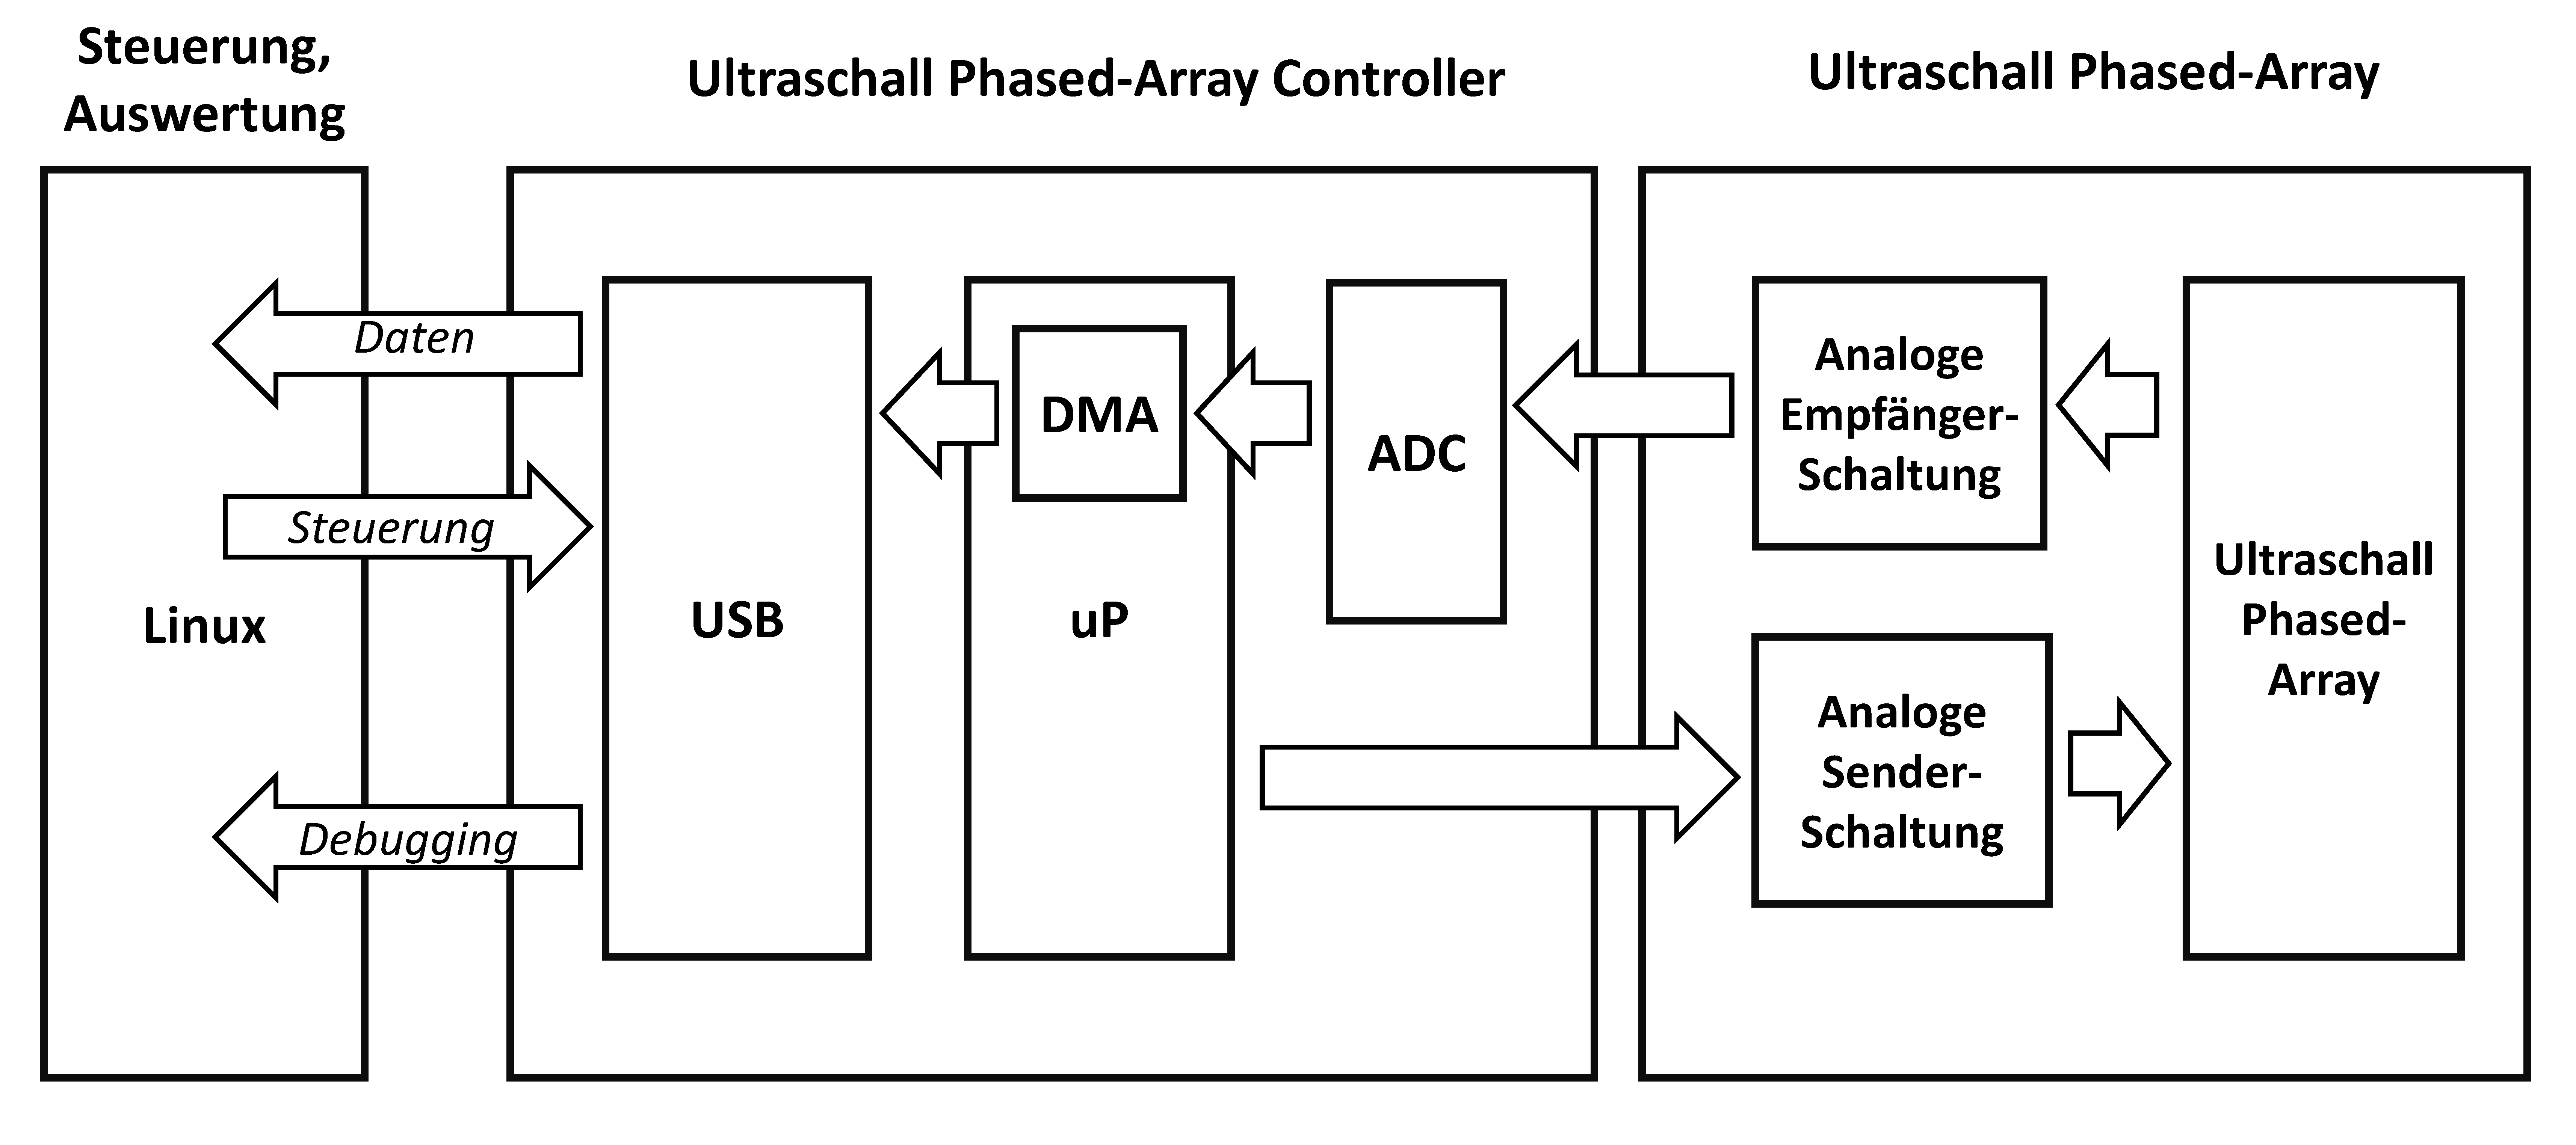 Steuerung,
Auswertung
Ultraschall Phased-Array Controller
Ultraschall Phased-Array
Daten
Steuerung
Linux
Debugging
USB
DMA
uP
ADC
Analoge
Empfänger-
Schaltung
Analoge
Sender-
Schaltung
Ultraschall
Phased-
Array